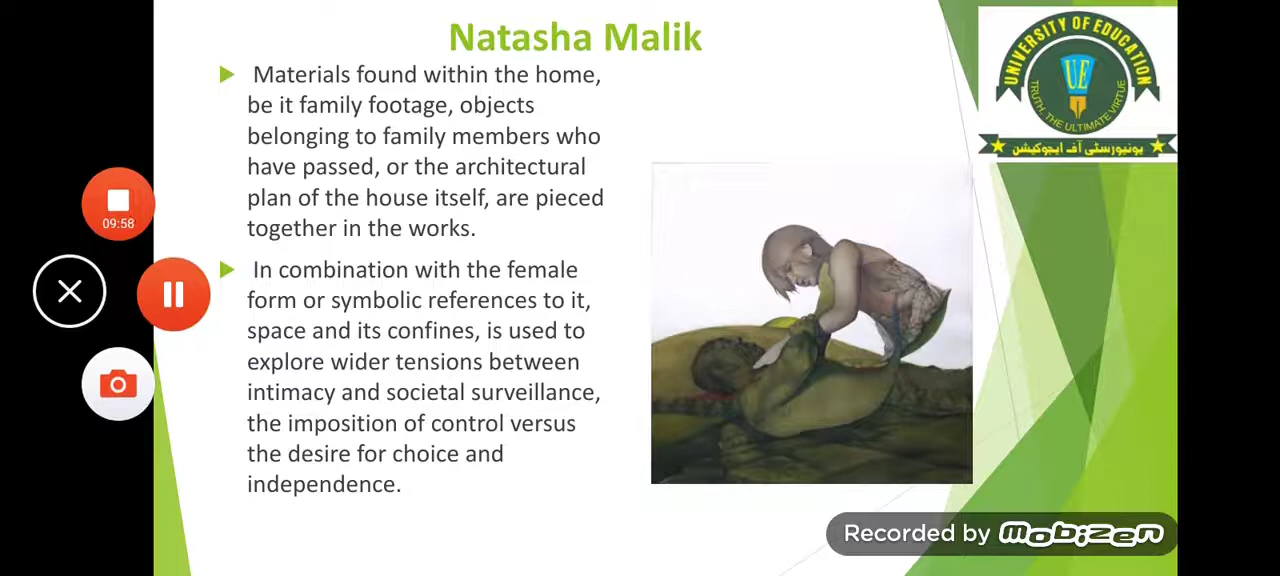 Natasha Malik
Materials found within the home,
be it family footage, objects
belonging to family members who
have passed, or the architectural
plan of the house itself, are pieced
together in the works.
In combination with the female
form or symbolic references to it,
space and its confines, is used to
explore wider tensions between
intimacy and societal surveillance,
the imposition of control versus
the desire for choice and
independence.
UNIVERSITY OF EDUCATION
UE
TRUTH, THE ULTIMATE VIRTUE
یونیورسٹی آف ایجوکیشن
09:58
Recorded by Mobizen